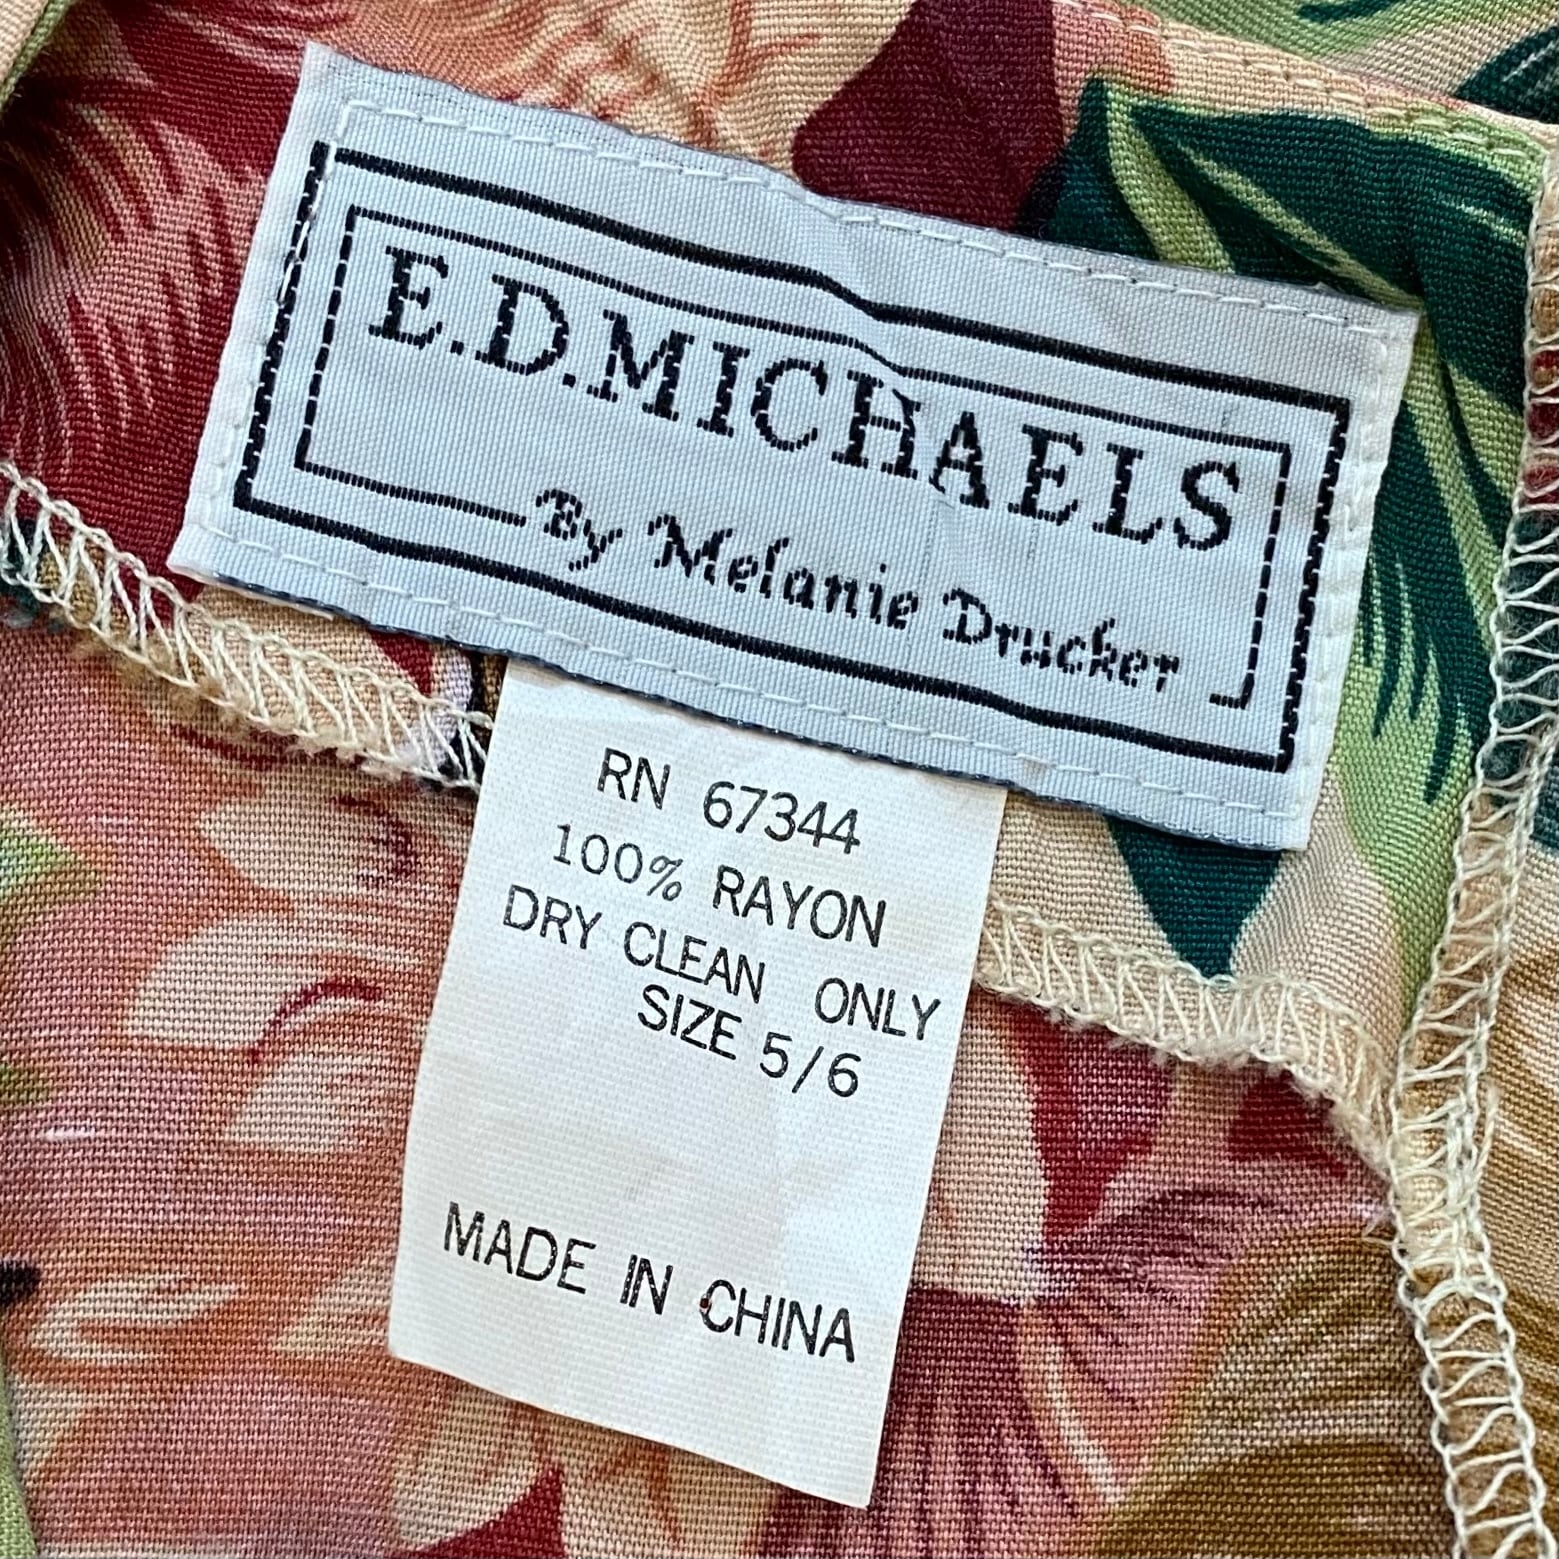 E.D.MICHAELS
By Melanie Drucker
RN 67344
100% RAYON
DRY CLEAN ONLY
SIZE 5/6
MADE IN CHINA